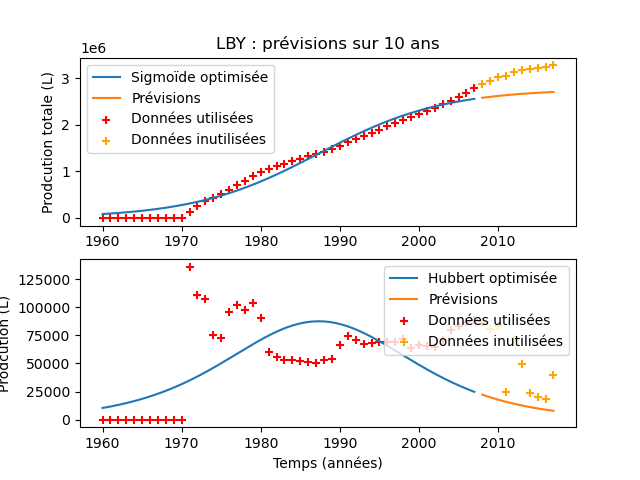 LBY : prévisions sur 10 ans
1e6
Prodcution totale (L)
3
2
1
0
Sigmoïde optimisée
Prévisions
Données utilisées
Données inutilisées
1960 1970 1980 1990 2000 2010
Prodcution (L)
125000
100000
75000
50000
25000
0
Hubbert optimisée
Prévisions
Données utilisées
Données inutilisées
1960 1970 1980 1990 2000 2010
Temps (années)